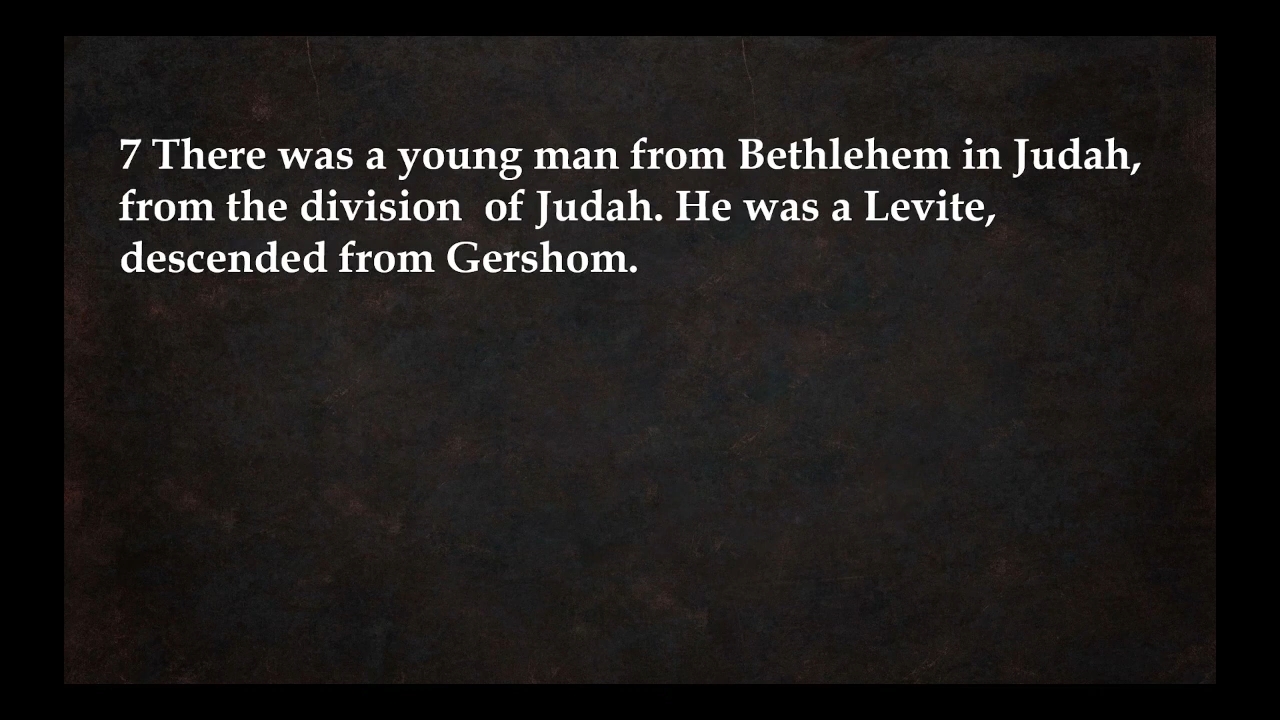 7 There was a young man from Bethlehem in Judah,
from the division  of Judah. He was a Levite,
descended from Gershom.